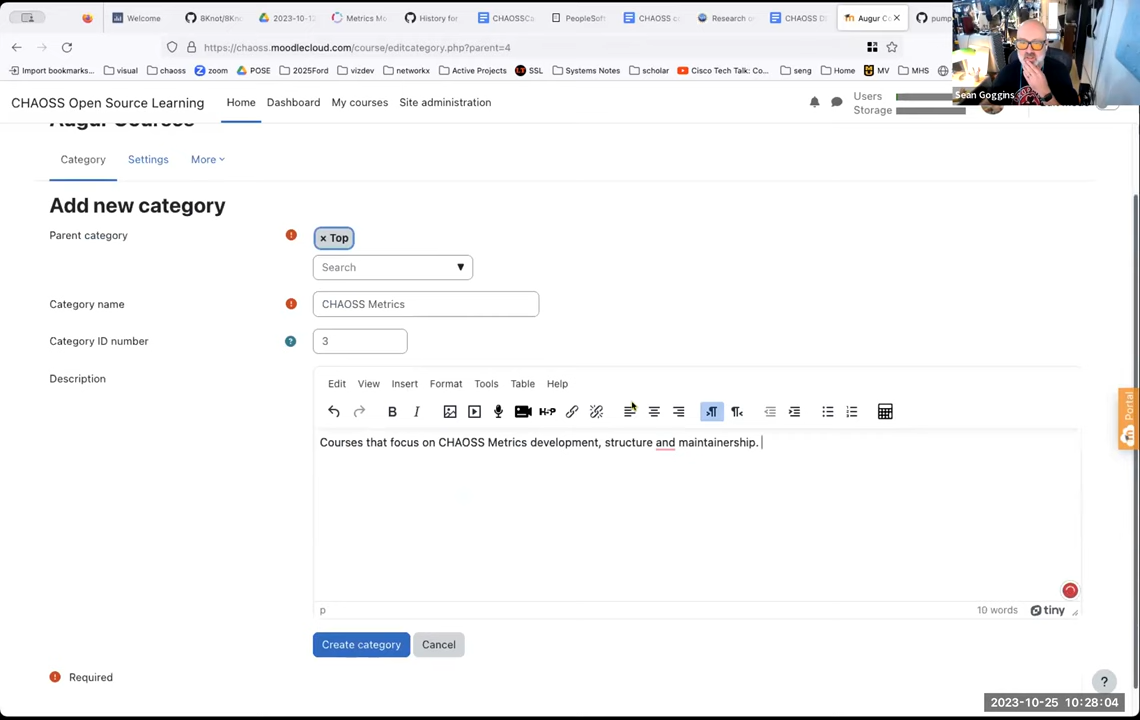 Welcome
8Knot/8Kn
2023-10-1
Metrics Mo
History for
CHAOSSCa
PeopleSof
CHAOSS c
Research o
CHAOSS D
Augur C
pump
https://chaoss.moodlecloud.com/course/editcategory.php?parent=4
Import bookmarks...
visual
chaoss
zoom
POSE
2025Ford
vizdev
networkx
Active Projects
SSL
Systems Notes
scholar
Cisco Tech Talk: Co...
seng
Home
MV
MHS
Sean Goggins
CHAOSS Open Source Learning
Home
Dashboard
My courses
Site administration
Users
Storage
Augur Courses
Category
Settings
More
Add new category
Parent category
× Top
Search
Category name
CHAOSS Metrics
Category ID number
3
Description
Edit
View
Insert
Format
Tools
Table
Help
B
I
H-P
Courses that focus on CHAOSS Metrics development, structure and maintainership.
p
10 words
tiny
Portal
Create category
Cancel
Required
?
2023-10-25 10:28:04